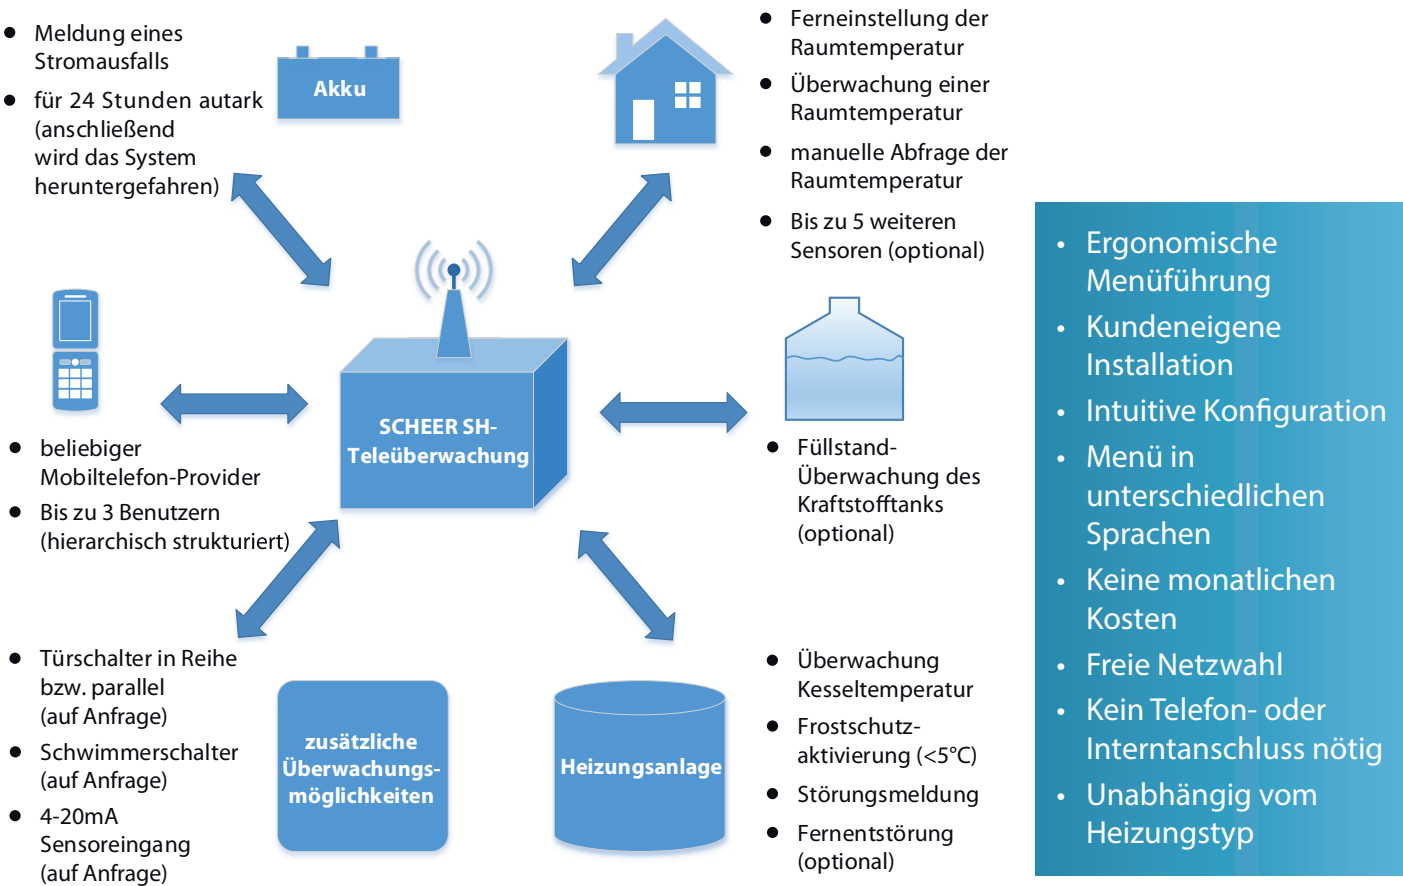 ● Meldung eines
Stromausfalls
● für 24 Stunden autark
(anschließend
wird das System
heruntergefahren)
Akku
● Ferneinstellung der
Raumtemperatur
● Überwachung einer
Raumtemperatur
● manuelle Abfrage der
Raumtemperatur
● Bis zu 5 weiteren
Sensoren (optional)
● beliebiger
Mobiltelefon-Provider
● Bis zu 3 Benutzern
(hierarchisch strukturiert)
SCHEER SH-
Teleüberwachung
● Füllstand-
Überwachung des
Kraftstofftanks
(optional)
● Türschalter in Reihe
bzw. parallel
(auf Anfrage)
● Schwimmerschalter
(auf Anfrage)
● 4-20mA
Sensoreingang
(auf Anfrage)
zusätzliche
Überwachungs-
möglichkeiten
Heizungsanlage
● Überwachung
Kesseltemperatur
● Frostschutz-
aktivierung (<5°C)
● Störungsmeldung
● Fernentstörung
(optional)
• Ergonomische
Menüführung
• Kundeneigene
Installation
• Intuitive Konfiguration
• Menü in
unterschiedlichen
Sprachen
• Keine monatlichen
Kosten
• Freie Netzwahl
• Kein Telefon- oder
Interntanschluss nötig
• Unabhängig vom
Heizungstyp